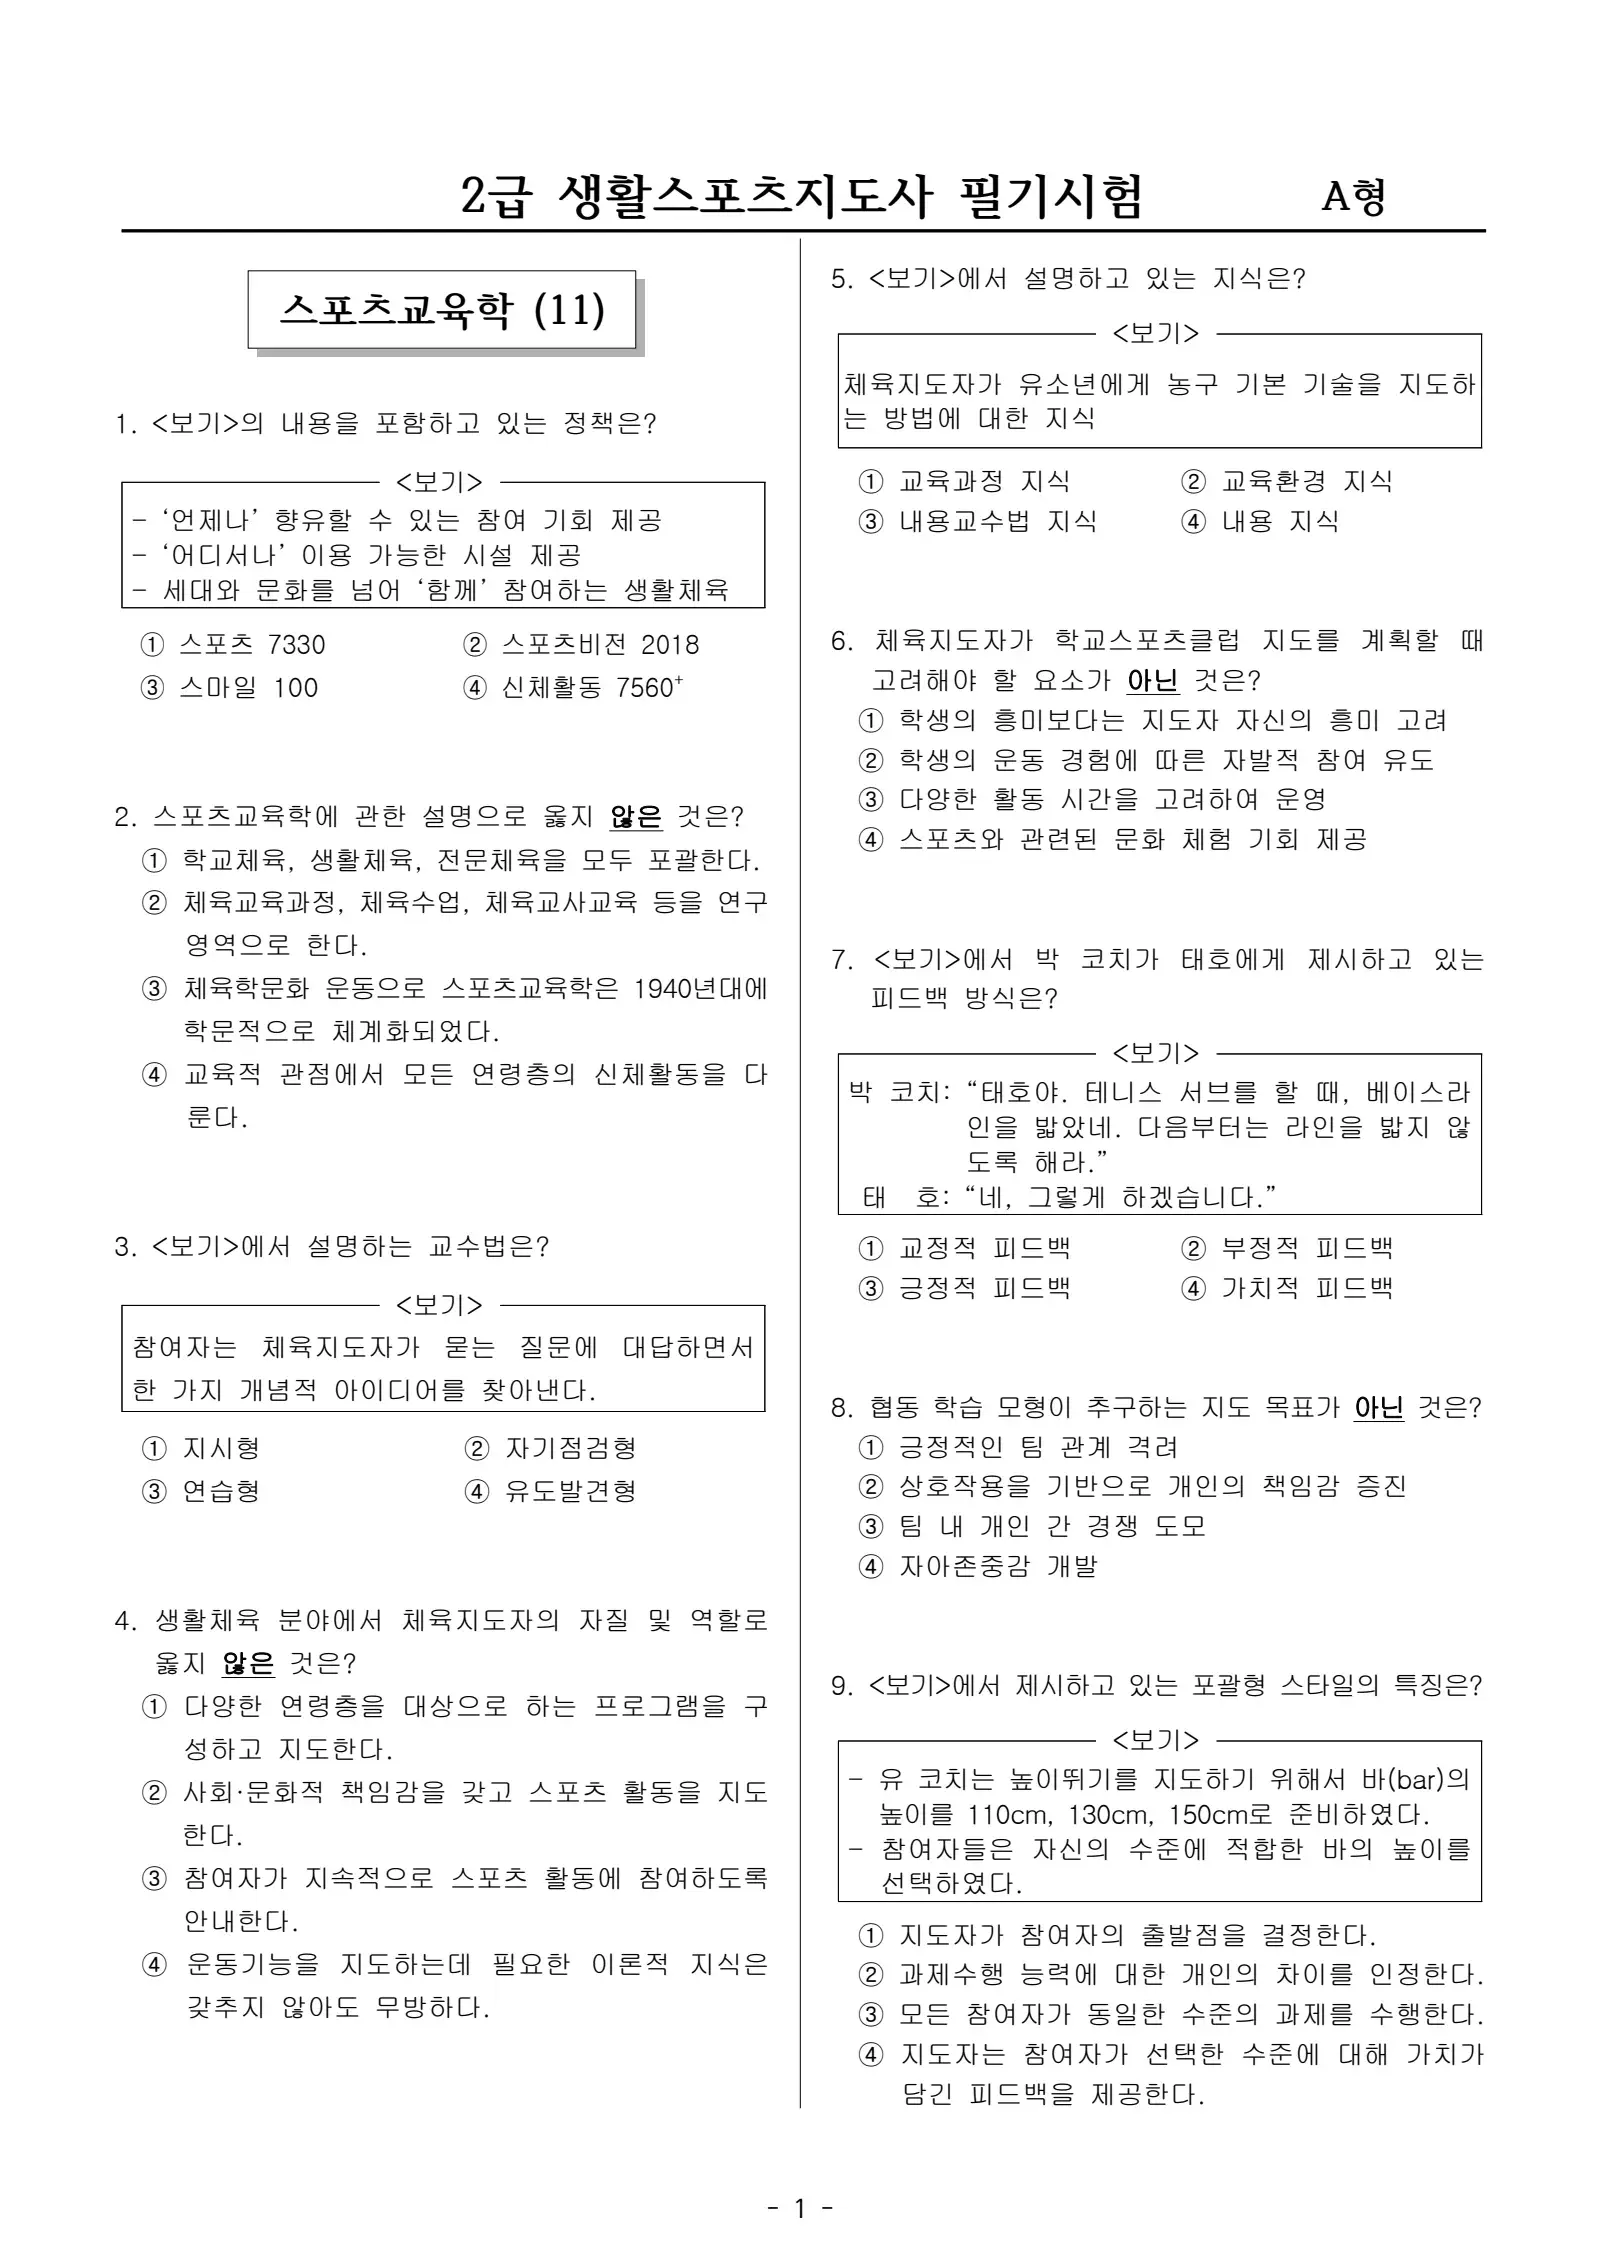 2급 생활스포츠지도사 필기시험 A형
스포츠교육학 (11)
1. <보기>의 내용을 포함하고 있는 정책은?
<보기>
- ‘언제나’ 향유할 수 있는 참여 기회 제공
- ‘어디서나’ 이용 가능한 시설 제공
- 세대와 문화를 넘어 ‘함께’ 참여하는 생활체육
① 스포츠 7330 ② 스포츠비전 2018
③ 스마일 100 ④ 신체활동 7560⁺
2. 스포츠교육학에 관한 설명으로 옳지 않은 것은?
① 학교체육, 생활체육, 전문체육을 모두 포괄한다.
② 체육교육과정, 체육수업, 체육교사교육 등을 연구
영역으로 한다.
③ 체육학문화 운동으로 스포츠교육학은 1940년대에
학문적으로 체계화되었다.
④ 교육적 관점에서 모든 연령층의 신체활동을 다
룬다.
3. <보기>에서 설명하는 교수법은?
<보기>
참여자는 체육지도자가 묻는 질문에 대답하면서
한 가지 개념적 아이디어를 찾아낸다.
① 지시형 ② 자기점검형
③ 연습형 ④ 유도발견형
4. 생활체육 분야에서 체육지도자의 자질 및 역할로
옳지 않은 것은?
① 다양한 연령층을 대상으로 하는 프로그램을 구
성하고 지도한다.
② 사회·문화적 책임감을 갖고 스포츠 활동을 지도
한다.
③ 참여자가 지속적으로 스포츠 활동에 참여하도록
안내한다.
④ 운동기능을 지도하는데 필요한 이론적 지식은
갖추지 않아도 무방하다.
5. <보기>에서 설명하고 있는 지식은?
<보기>
체육지도자가 유소년에게 농구 기본 기술을 지도하
는 방법에 대한 지식
① 교육과정 지식 ② 교육환경 지식
③ 내용교수법 지식 ④ 내용 지식
6. 체육지도자가 학교스포츠클럽 지도를 계획할 때
고려해야 할 요소가 아닌 것은?
① 학생의 흥미보다는 지도자 자신의 흥미 고려
② 학생의 운동 경험에 따른 자발적 참여 유도
③ 다양한 활동 시간을 고려하여 운영
④ 스포츠와 관련된 문화 체험 기회 제공
7. <보기>에서 박 코치가 태호에게 제시하고 있는
피드백 방식은?
<보기>
박 코치: “태호야. 테니스 서브를 할 때, 베이스라
인을 밟았네. 다음부터는 라인을 밟지 않
도록 해라.”
태 호: “네, 그렇게 하겠습니다.”
① 교정적 피드백 ② 부정적 피드백
③ 긍정적 피드백 ④ 가치적 피드백
8. 협동 학습 모형이 추구하는 지도 목표가 아닌 것은?
① 긍정적인 팀 관계 격려
② 상호작용을 기반으로 개인의 책임감 증진
③ 팀 내 개인 간 경쟁 도모
④ 자아존중감 개발
9. <보기>에서 제시하고 있는 포괄형 스타일의 특징은?
<보기>
- 유 코치는 높이뛰기를 지도하기 위해서 바(bar)의
높이를 110cm, 130cm, 150cm로 준비하였다.
- 참여자들은 자신의 수준에 적합한 바의 높이를
선택하였다.
① 지도자가 참여자의 출발점을 결정한다.
② 과제수행 능력에 대한 개인의 차이를 인정한다.
③ 모든 참여자가 동일한 수준의 과제를 수행한다.
④ 지도자는 참여자가 선택한 수준에 대해 가치가
담긴 피드백을 제공한다.
- 1 -